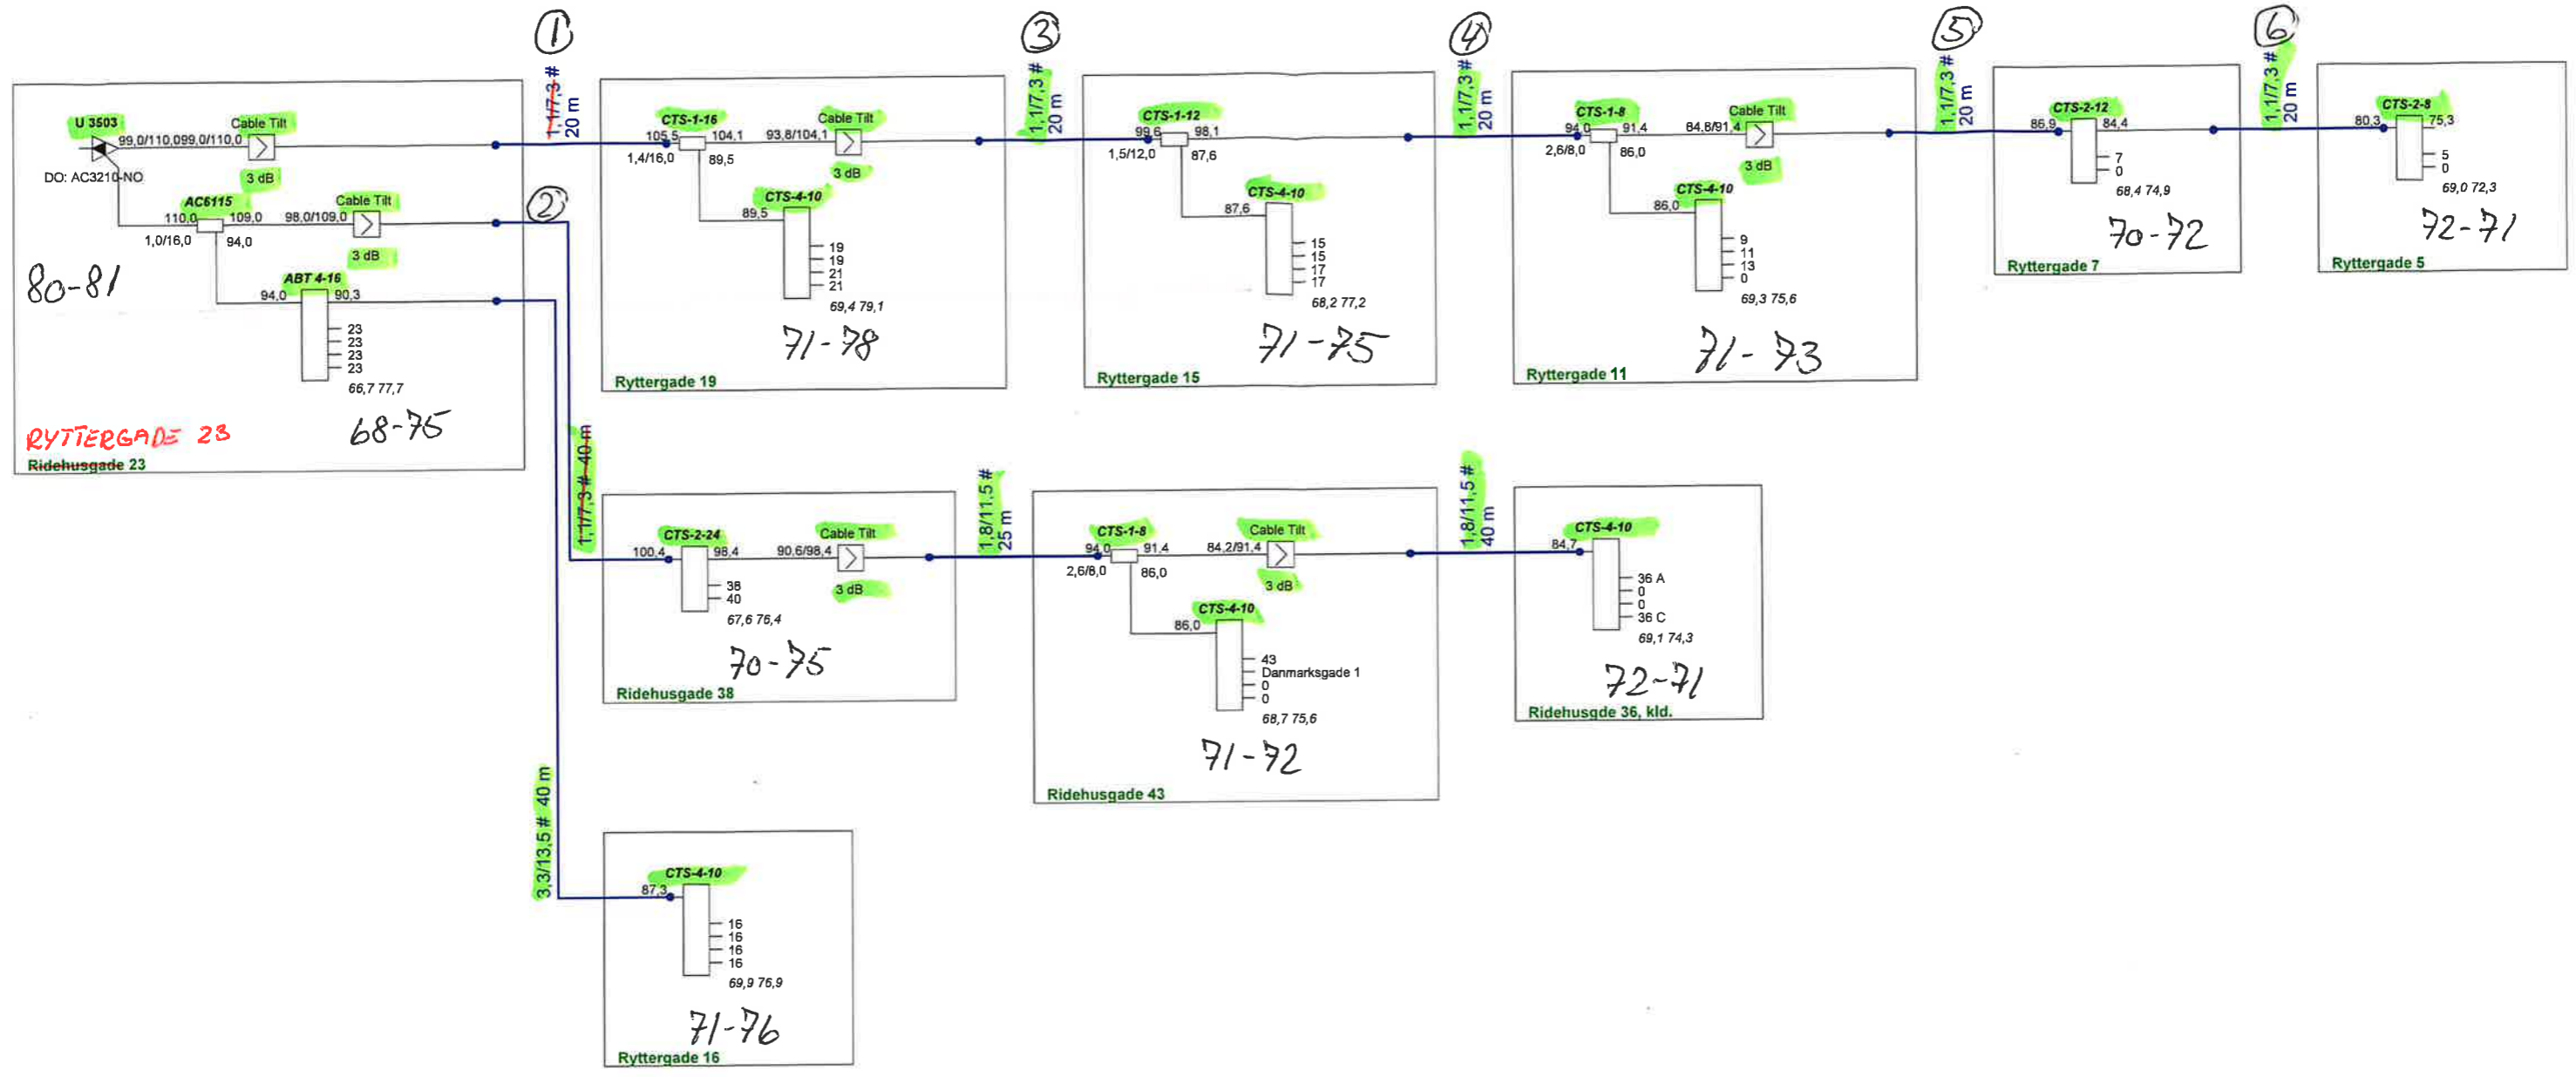 ①
1,1/7,3 #
20 m
③
1,1/7,3 #
20 m
④
1,1/7,3 #
20 m
⑤
1,1/7,3 #
20 m
⑥
1,1/7,3 #
20 m
U 3503
99,0/110,099,0/110,0
Cable Tilt
3 dB
DO: AC3210-NO
AC6115
110,0 109,0
1,0/16,0 94,0
98,0/109,0
Cable Tilt
3 dB
②
80-81
ABT 4-16
94,0 90,3
23
23
23
23
66,7 77,7
68-75
RYTTERGADE 23
Ridehusgade 23
CTS-1-16
105,5 104,1
1,4/16,0 89,5
93,8/104,1
Cable Tilt
3 dB
CTS-4-10
89,5
19
19
21
21
69,4 79,1
71-78
Ryttergade 19
CTS-1-12
99,6 98,1
1,5/12,0 87,6
CTS-4-10
87,6
15
15
17
17
68,2 77,2
71-75
Ryttergade 15
CTS-1-8
94,0 91,4
2,6/8,0 86,0
84,8/91,4
Cable Tilt
3 dB
CTS-4-10
86,0
9
11
13
0
69,3 75,6
71-73
Ryttergade 11
CTS-2-12
86,9 84,4
7
0
68,4 74,9
70-72
Ryttergade 7
CTS-2-8
80,3 75,3
5
0
69,0 72,3
72-71
Ryttergade 5
1,1/7,3 # 40 m
CTS-2-24
100,4 98,4
90,6/98,4
Cable Tilt
3 dB
38
40
67,6 76,4
70-75
Ridehusgade 38
1,8/11,5 #
25 m
CTS-1-8
94,0 91,4
2,6/8,0 86,0
84,2/91,4
Cable Tilt
3 dB
CTS-4-10
86,0
43
Danmarksgade 1
0
0
68,7 75,6
71-72
Ridehusgade 43
1,8/11,5 #
40 m
CTS-4-10
84,7
36 A
0
0
36 C
69,1 74,3
72-71
Ridehusgde 36, kld.
3,3/13,5 # 40 m
CTS-4-10
87,3
16
16
16
16
69,9 76,9
71-76
Ryttergade 16